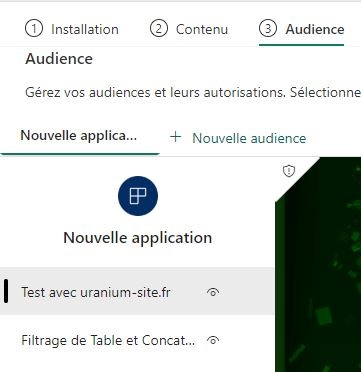 1 Installation 2 Contenu 3 Audience
Audience
Gérez vos audiences et leurs autorisations. Sélectionne
Nouvelle applica... + Nouvelle audience
Nouvelle application
Test avec uranium-site.fr
Filtrage de Table et Concat...